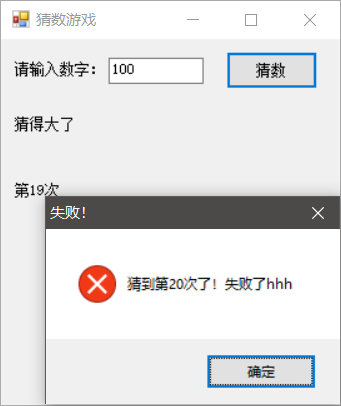 猜数游戏
请输入数字： 100 猜数
猜得大了
第19次
失败！
猜到第20次了！失败了hhh
确定